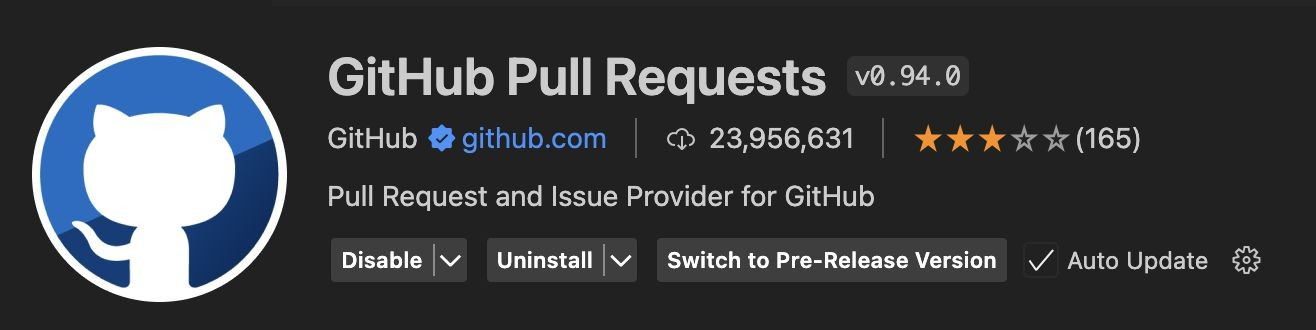 GitHub Pull Requests v0.94.0
GitHub github.com 23,956,631 (165)
Pull Request and Issue Provider for GitHub
Disable Uninstall Switch to Pre-Release Version Auto Update